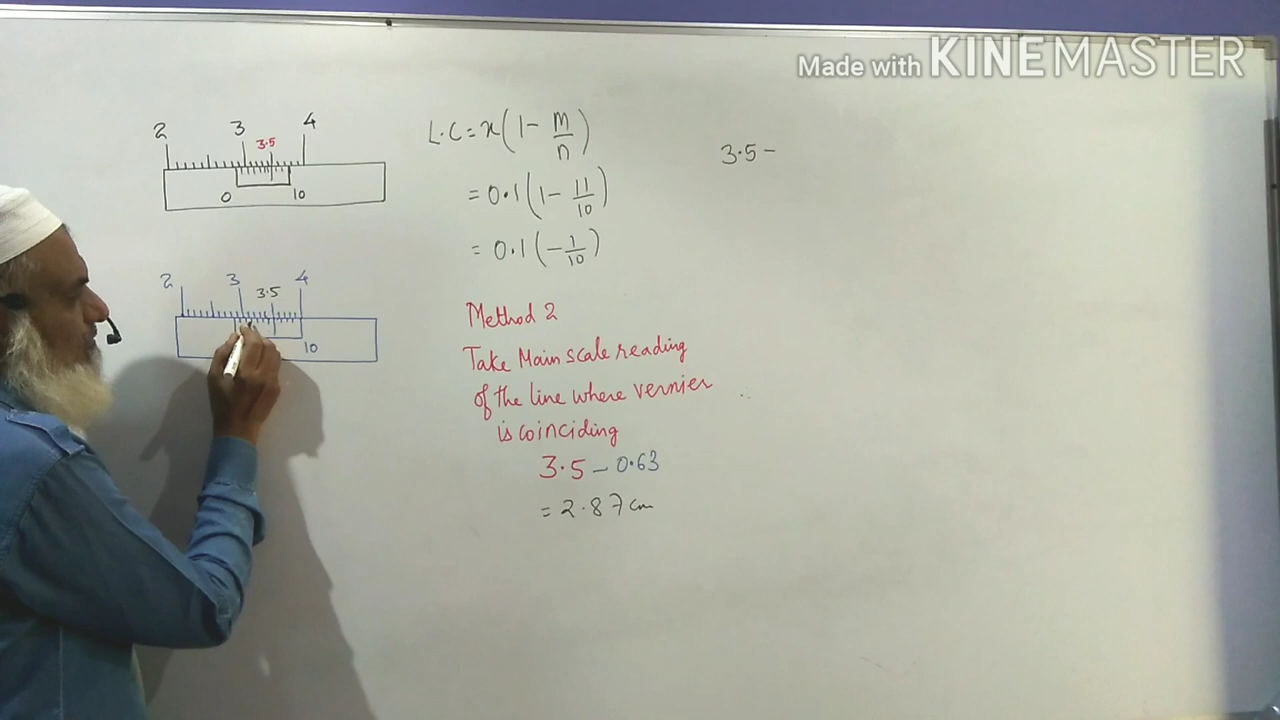 Made with KINEMASTER
2 3 3.5 4
0 10
L.C = x(1 - m/n)
= 0.1(1 - 11/10)
= 0.1(-1/10)
3.5 -
2 3 3.5 4
10
Method 2
Take Main scale reading
of the line where vernier
is coinciding
3.5 - 0.63
= 2.87 cm